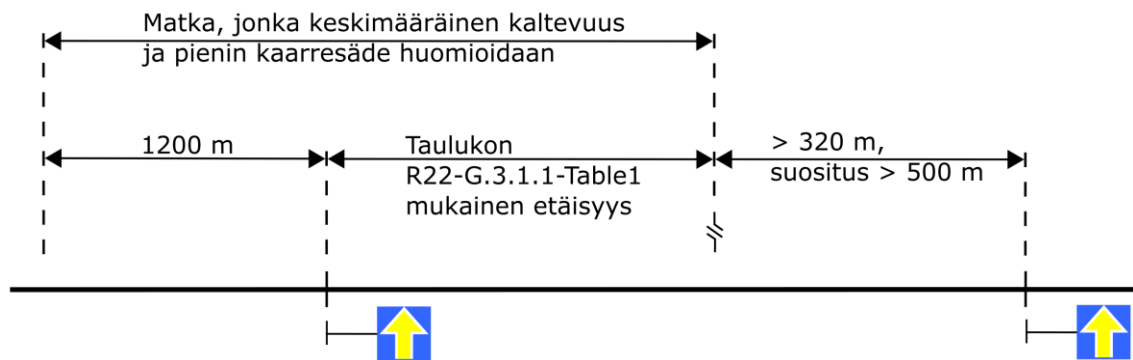 Matka, jonka keskimääräinen kaltevuus
ja pienin kaarresäde huomioidaan
1200 m
Taulukon
R22-G.3.1.1-Table1
mukainen etäisyys
> 320 m,
suositus > 500 m